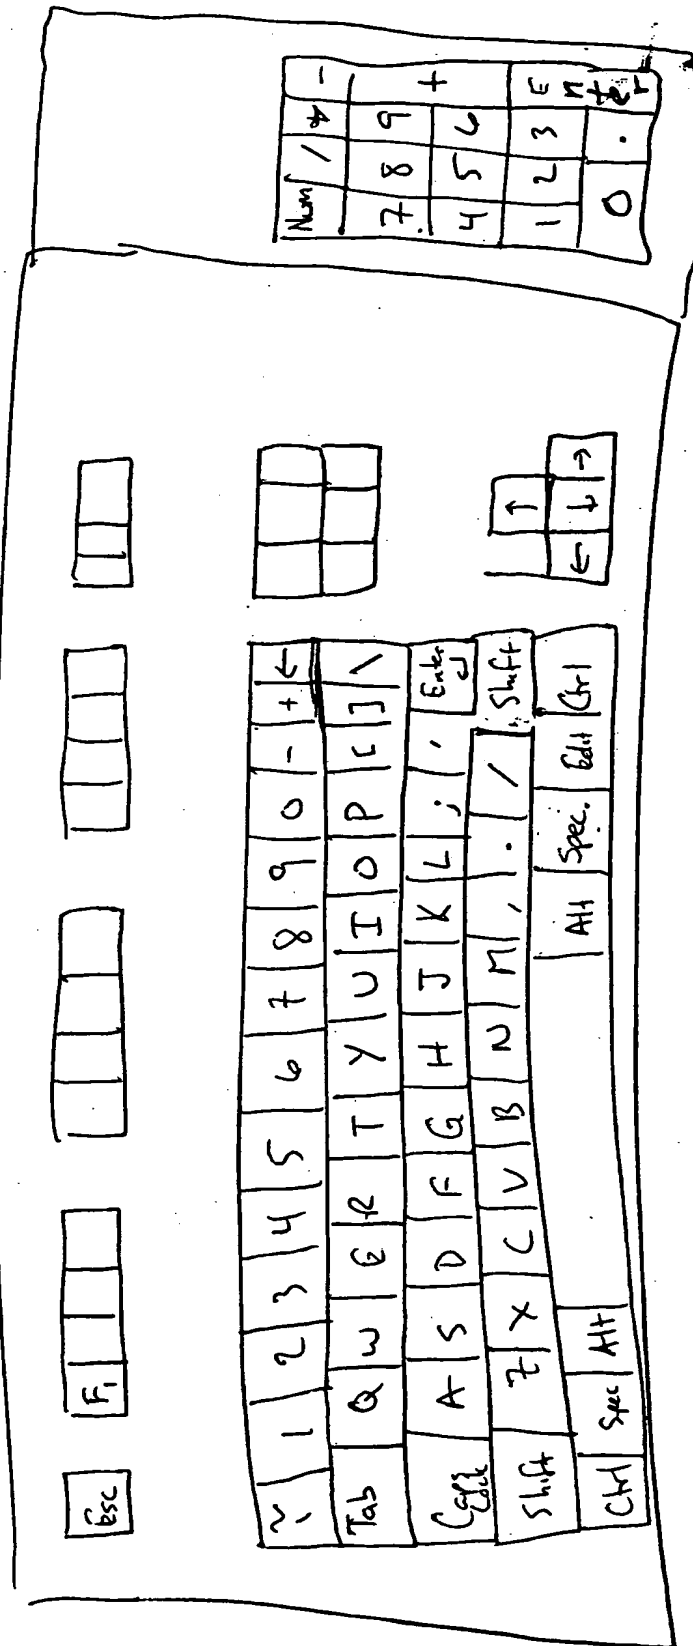 Esc F1
~ ` 1 2 3 4 5 6 7 8 9 0 - + ←
Tab Q W E R T Y U I O P [ ] \
Caps Lock A S D F G H J K L ; ' Enter ↵
Shift Z X C V B N M , . / Shift
Ctrl Spec Alt Alt Spec. Edit Ctrl
↑
← ↓ →
Num / * -
7 8 9 +
4 5 6
1 2 3 Enter
0 .